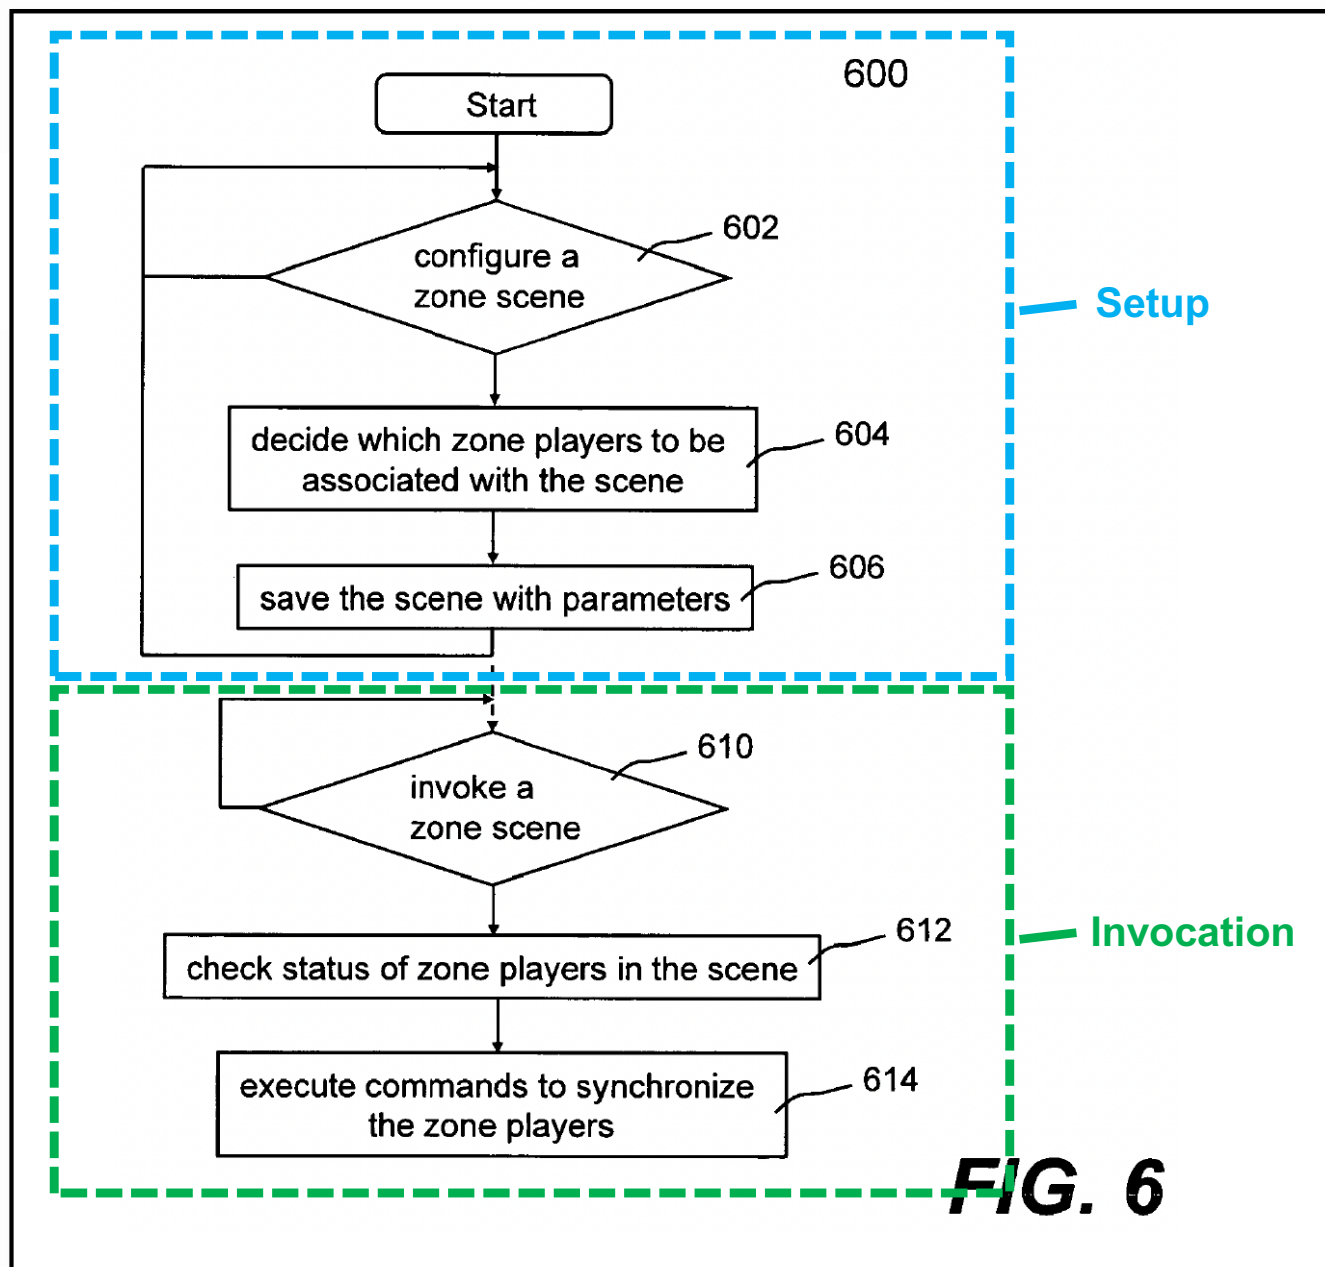 600
Start
602
configure a
zone scene
Setup
604
decide which zone players to be
associated with the scene
606
save the scene with parameters
610
invoke a
zone scene
612
Invocation
check status of zone players in the scene
614
execute commands to synchronize
the zone players
FIG. 6